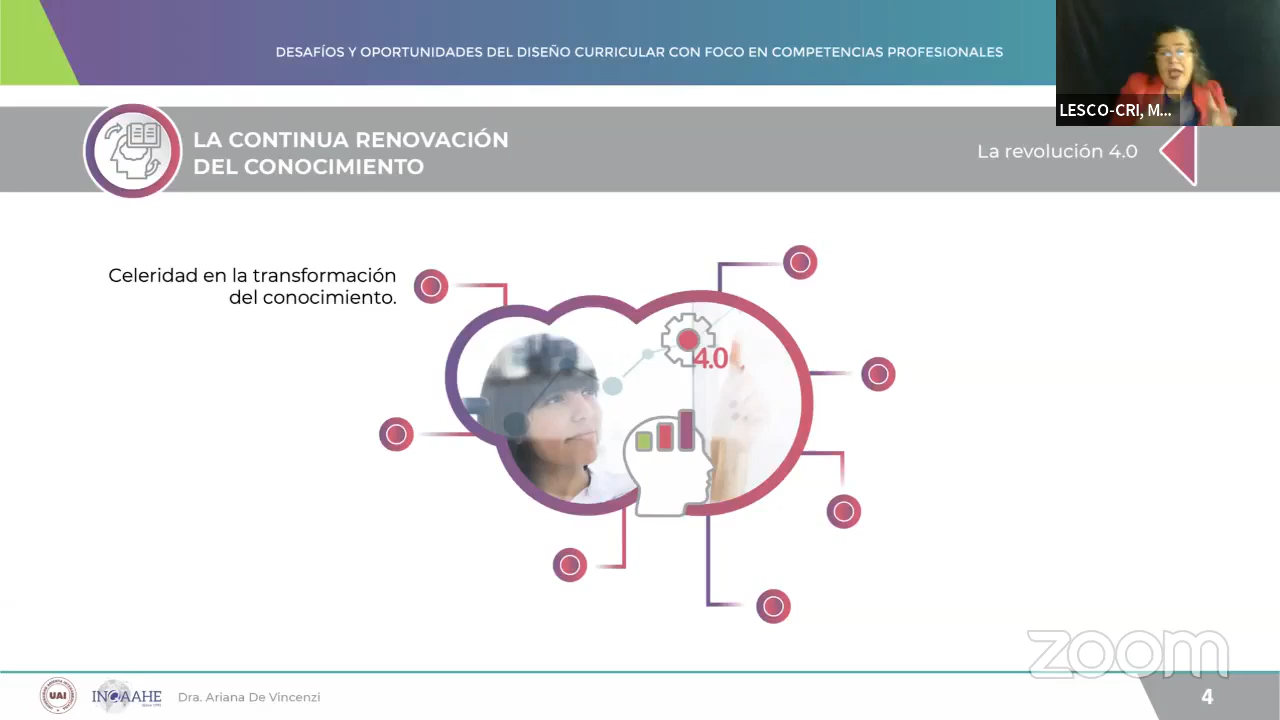 DESAFÍOS Y OPORTUNIDADES DEL DISEÑO CURRICULAR CON FOCO EN COMPETENCIAS PROFESIONALES
LESCO-CRI, M...
LA CONTINUA RENOVACIÓN
DEL CONOCIMIENTO
La revolución 4.0
Celeridad en la transformación
del conocimiento.
4.0
zoom
UAI
INQAAHE
Dra. Ariana De Vincenzi
4